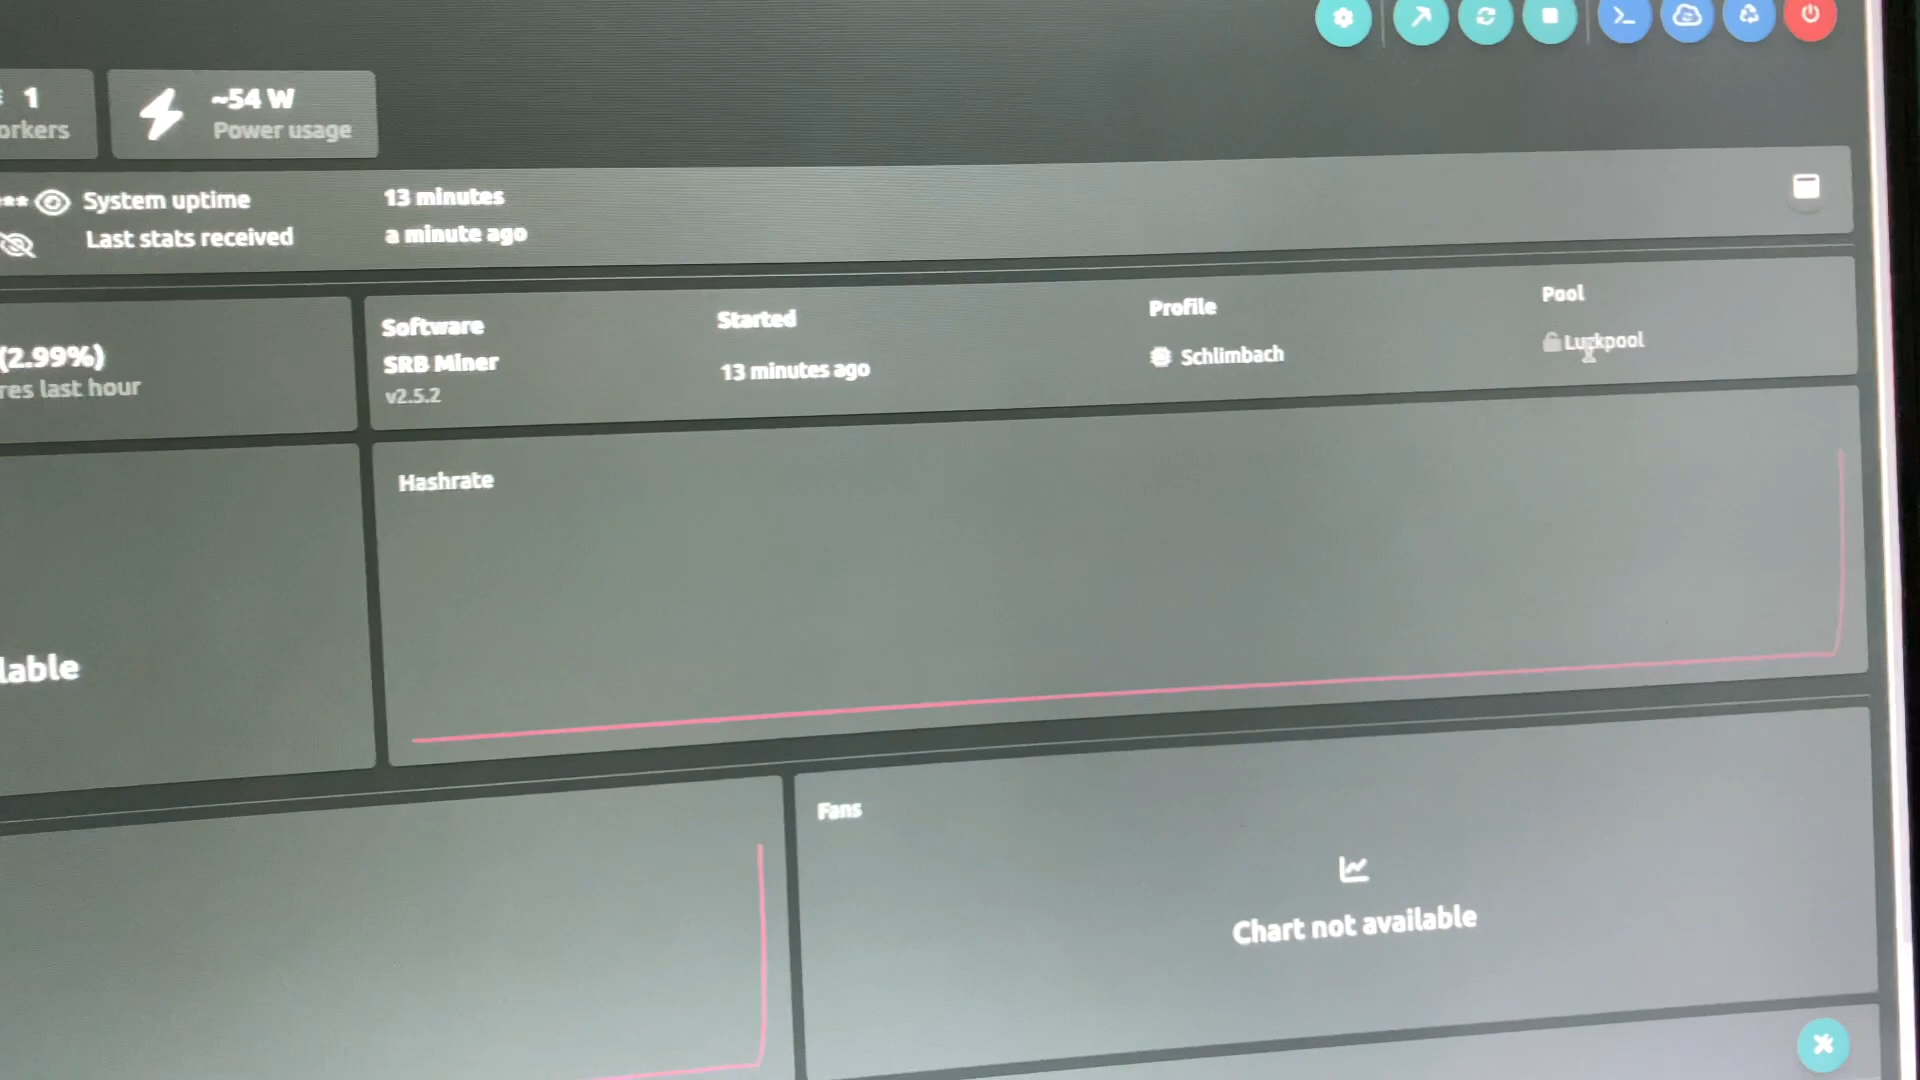 1
orkers
~54 W
Power usage
***
System uptime
13 minutes
Last stats received
a minute ago
(2.99%)
res last hour
Software
SRB Miner
v2.5.2
Started
13 minutes ago
Profile
Schlimbach
Pool
Luckpool
Hashrate
lable
Fans
Chart not available